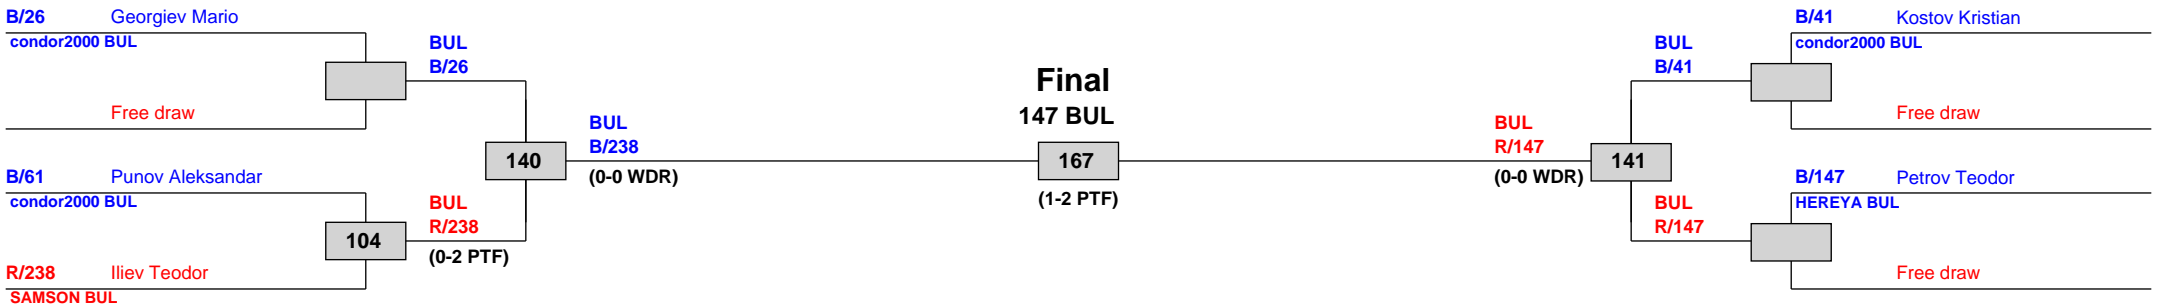 B/26 Georgiev Mario
condor2000 BUL
BUL
B/26
Free draw
BUL
B/238
140
(0-0 WDR)
B/61 Punov Aleksandar
condor2000 BUL
BUL
R/238
104
(0-2 PTF)
R/238 Iliev Teodor
SAMSON BUL
Final
147 BUL
167
(1-2 PTF)
B/41 Kostov Kristian
condor2000 BUL
BUL
B/41
Free draw
BUL
R/147
141
(0-0 WDR)
B/147 Petrov Teodor
HEREYA BUL
BUL
R/147
Free draw